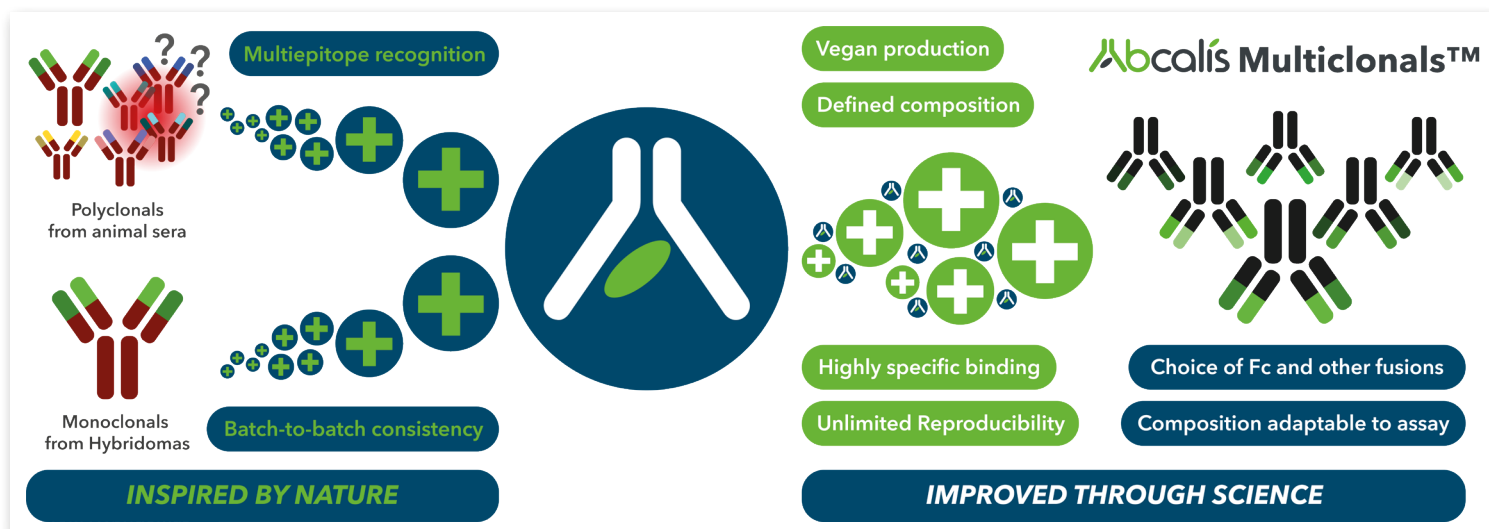 ? ? ? ?
Multiepitope recognition
Polyclonals
from animal sera
Monoclonals
from Hybridomas
Batch-to-batch consistency
INSPIRED BY NATURE
Vegan production
Defined composition
Abcalis Multiclonals™
Highly specific binding
Unlimited Reproducibility
Choice of Fc and other fusions
Composition adaptable to assay
IMPROVED THROUGH SCIENCE